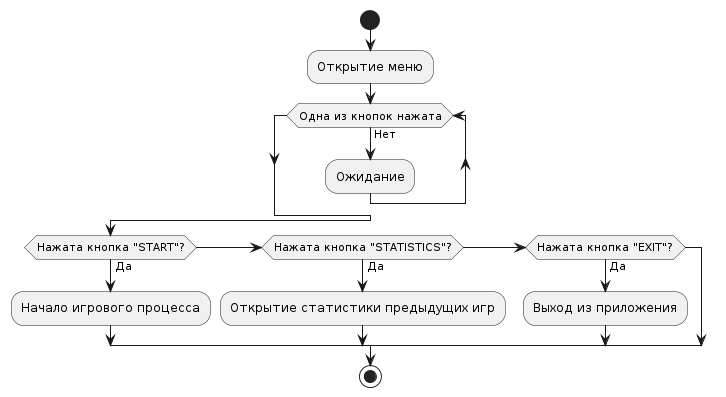 Открытие меню
Одна из кнопок нажата
Нет
Ожидание
Нажата кнопка "START"?
Нажата кнопка "STATISTICS"?
Нажата кнопка "EXIT"?
Да
Да
Да
Начало игрового процесса
Открытие статистики предыдущих игр
Выход из приложения